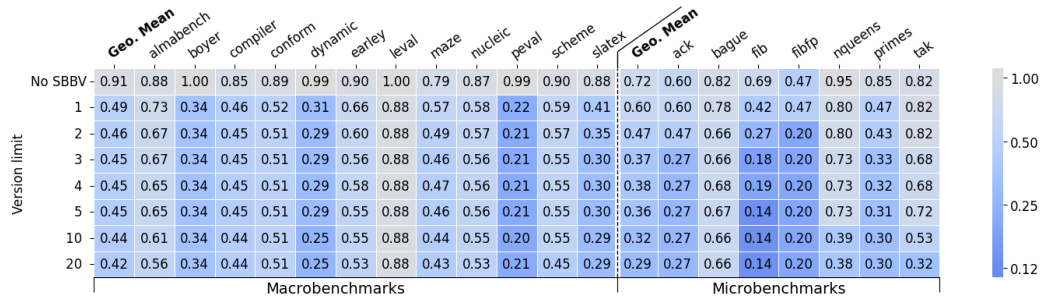 Geo. Mean almabench boyer compiler conform dynamic earley leval maze nucleic peval scheme slatex Geo. Mean ack bague fib fibfp nqueens primes tak
No SBBV 0.91 0.88 1.00 0.85 0.89 0.99 0.90 1.00 0.79 0.87 0.99 0.90 0.88 0.72 0.60 0.82 0.69 0.47 0.95 0.85 0.82
1 0.49 0.73 0.34 0.46 0.52 0.31 0.66 0.88 0.57 0.58 0.22 0.59 0.41 0.60 0.60 0.78 0.42 0.47 0.80 0.47 0.82
2 0.46 0.67 0.34 0.45 0.51 0.29 0.60 0.88 0.49 0.57 0.21 0.57 0.35 0.47 0.47 0.66 0.27 0.20 0.80 0.43 0.82
3 0.45 0.67 0.34 0.45 0.51 0.29 0.56 0.88 0.46 0.56 0.21 0.55 0.30 0.37 0.27 0.66 0.18 0.20 0.73 0.33 0.68
4 0.45 0.65 0.34 0.45 0.51 0.29 0.58 0.88 0.47 0.56 0.21 0.55 0.30 0.38 0.27 0.68 0.19 0.20 0.73 0.32 0.68
5 0.45 0.65 0.34 0.45 0.51 0.29 0.55 0.88 0.46 0.56 0.21 0.55 0.30 0.36 0.27 0.67 0.14 0.20 0.73 0.31 0.72
10 0.44 0.61 0.34 0.44 0.51 0.25 0.55 0.88 0.44 0.55 0.20 0.55 0.29 0.32 0.27 0.66 0.14 0.20 0.39 0.30 0.53
20 0.42 0.56 0.34 0.44 0.51 0.25 0.53 0.88 0.43 0.53 0.21 0.45 0.29 0.29 0.27 0.66 0.14 0.20 0.38 0.30 0.32
Version limit
Macrobenchmarks Microbenchmarks
1.00
0.50
0.25
0.12